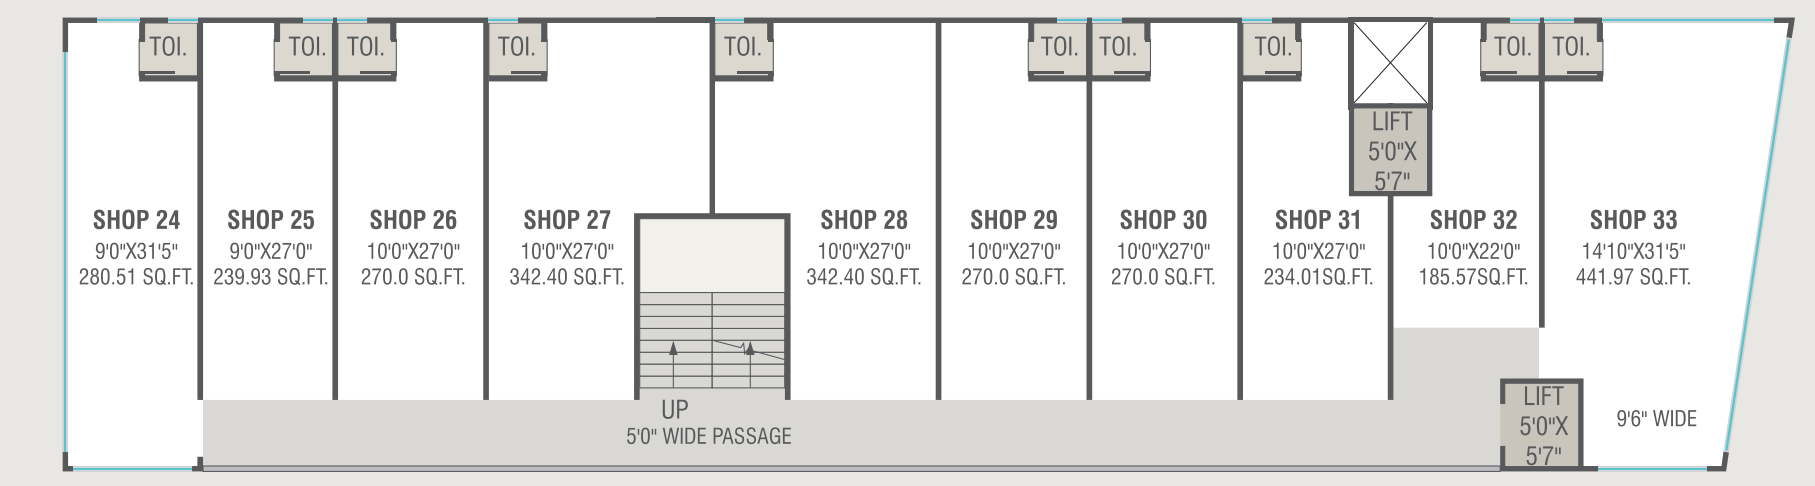 TOI. TOI. TOI. TOI. TOI. TOI. TOI. TOI. TOI. TOI.
LIFT
5'0"X
5'7"
SHOP 24
9'0"X31'5"
280.51 SQ.FT.
SHOP 25
9'0"X27'0"
239.93 SQ.FT.
SHOP 26
10'0"X27'0"
270.0 SQ.FT.
SHOP 27
10'0"X27'0"
342.40 SQ.FT.
SHOP 28
10'0"X27'0"
342.40 SQ.FT.
SHOP 29
10'0"X27'0"
270.0 SQ.FT.
SHOP 30
10'0"X27'0"
270.0 SQ.FT.
SHOP 31
10'0"X27'0"
234.01SQ.FT.
SHOP 32
10'0"X22'0"
185.57SQ.FT.
SHOP 33
14'10"X31'5"
441.97 SQ.FT.
UP
5'0" WIDE PASSAGE
LIFT
5'0"X
5'7"
9'6" WIDE